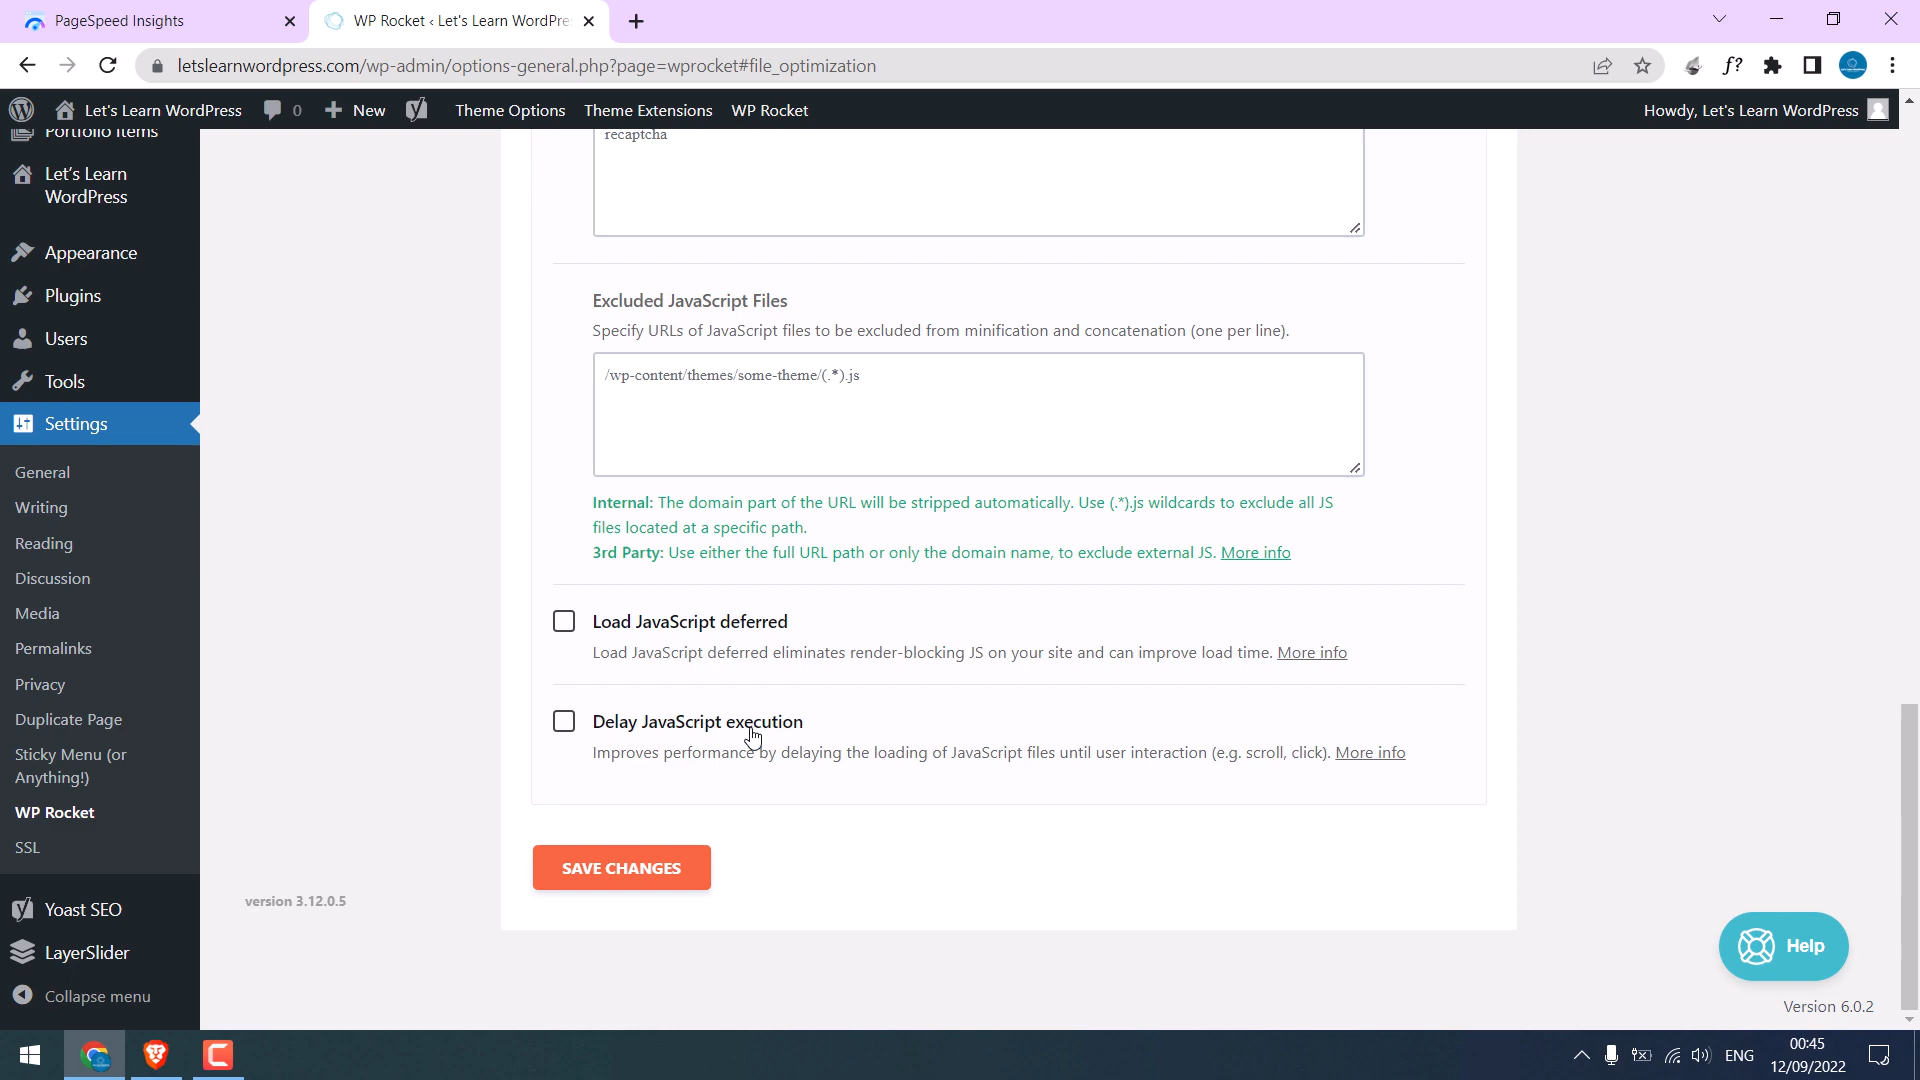 PageSpeed Insights
WP Rocket ‹ Let's Learn WordPre
letslearnwordpress.com/wp-admin/options-general.php?page=wprocket#file_optimization
Let's Learn WordPress
0
New
Theme Options
Theme Extensions
WP Rocket
Howdy, Let's Learn WordPress
Portfolio Items
Let's Learn
WordPress
Appearance
Plugins
Users
Tools
Settings
General
Writing
Reading
Discussion
Media
Permalinks
Privacy
Duplicate Page
Sticky Menu (or
Anything!)
WP Rocket
SSL
Yoast SEO
LayerSlider
Collapse menu
recaptcha
Excluded JavaScript Files
Specify URLs of JavaScript files to be excluded from minification and concatenation (one per line).
/wp-content/themes/some-theme/(.*).js
Internal: The domain part of the URL will be stripped automatically. Use (.*).js wildcards to exclude all JS
files located at a specific path.
3rd Party: Use either the full URL path or only the domain name, to exclude external JS. More info
Load JavaScript deferred
Load JavaScript deferred eliminates render-blocking JS on your site and can improve load time. More info
Delay JavaScript execution
Improves performance by delaying the loading of JavaScript files until user interaction (e.g. scroll, click). More info
SAVE CHANGES
version 3.12.0.5
Help
Version 6.0.2
ENG
00:45
12/09/2022